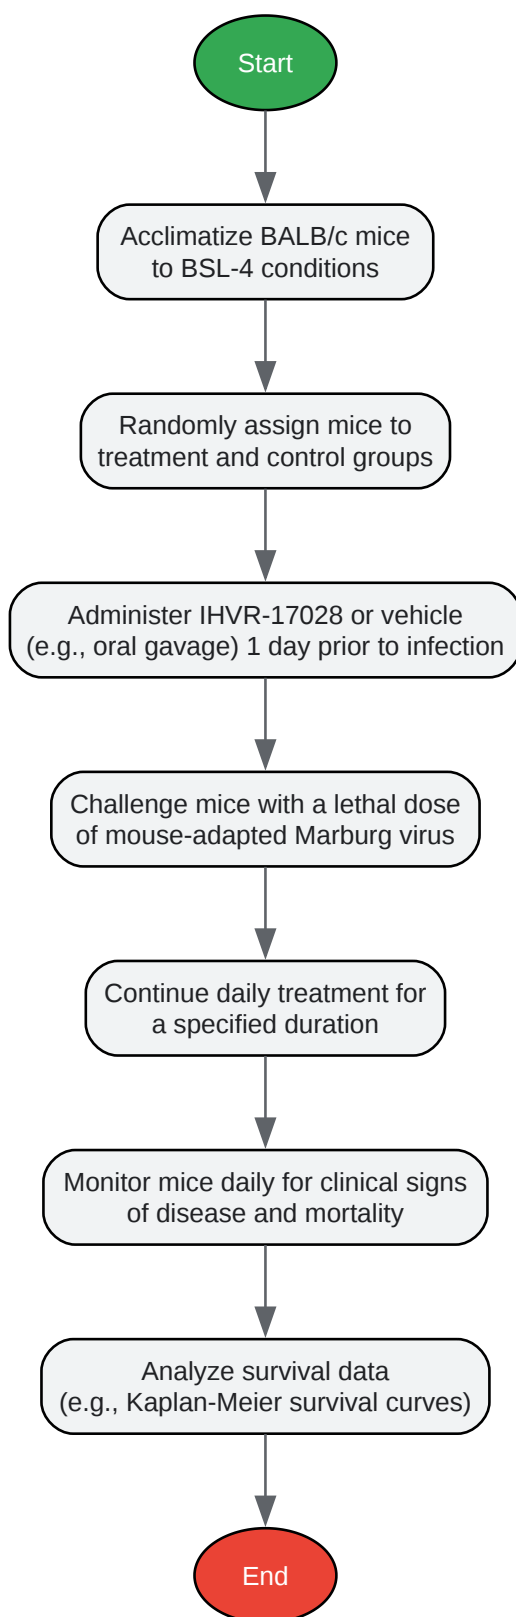 Start
Acclimatize BALB/c mice
to BSL-4 conditions
Randomly assign mice to
treatment and control groups
Administer IHVR-17028 or vehicle
(e.g., oral gavage) 1 day prior to infection
Challenge mice with a lethal dose
of mouse-adapted Marburg virus
Continue daily treatment for
a specified duration
Monitor mice daily for clinical signs
of disease and mortality
Analyze survival data
(e.g., Kaplan-Meier survival curves)
End